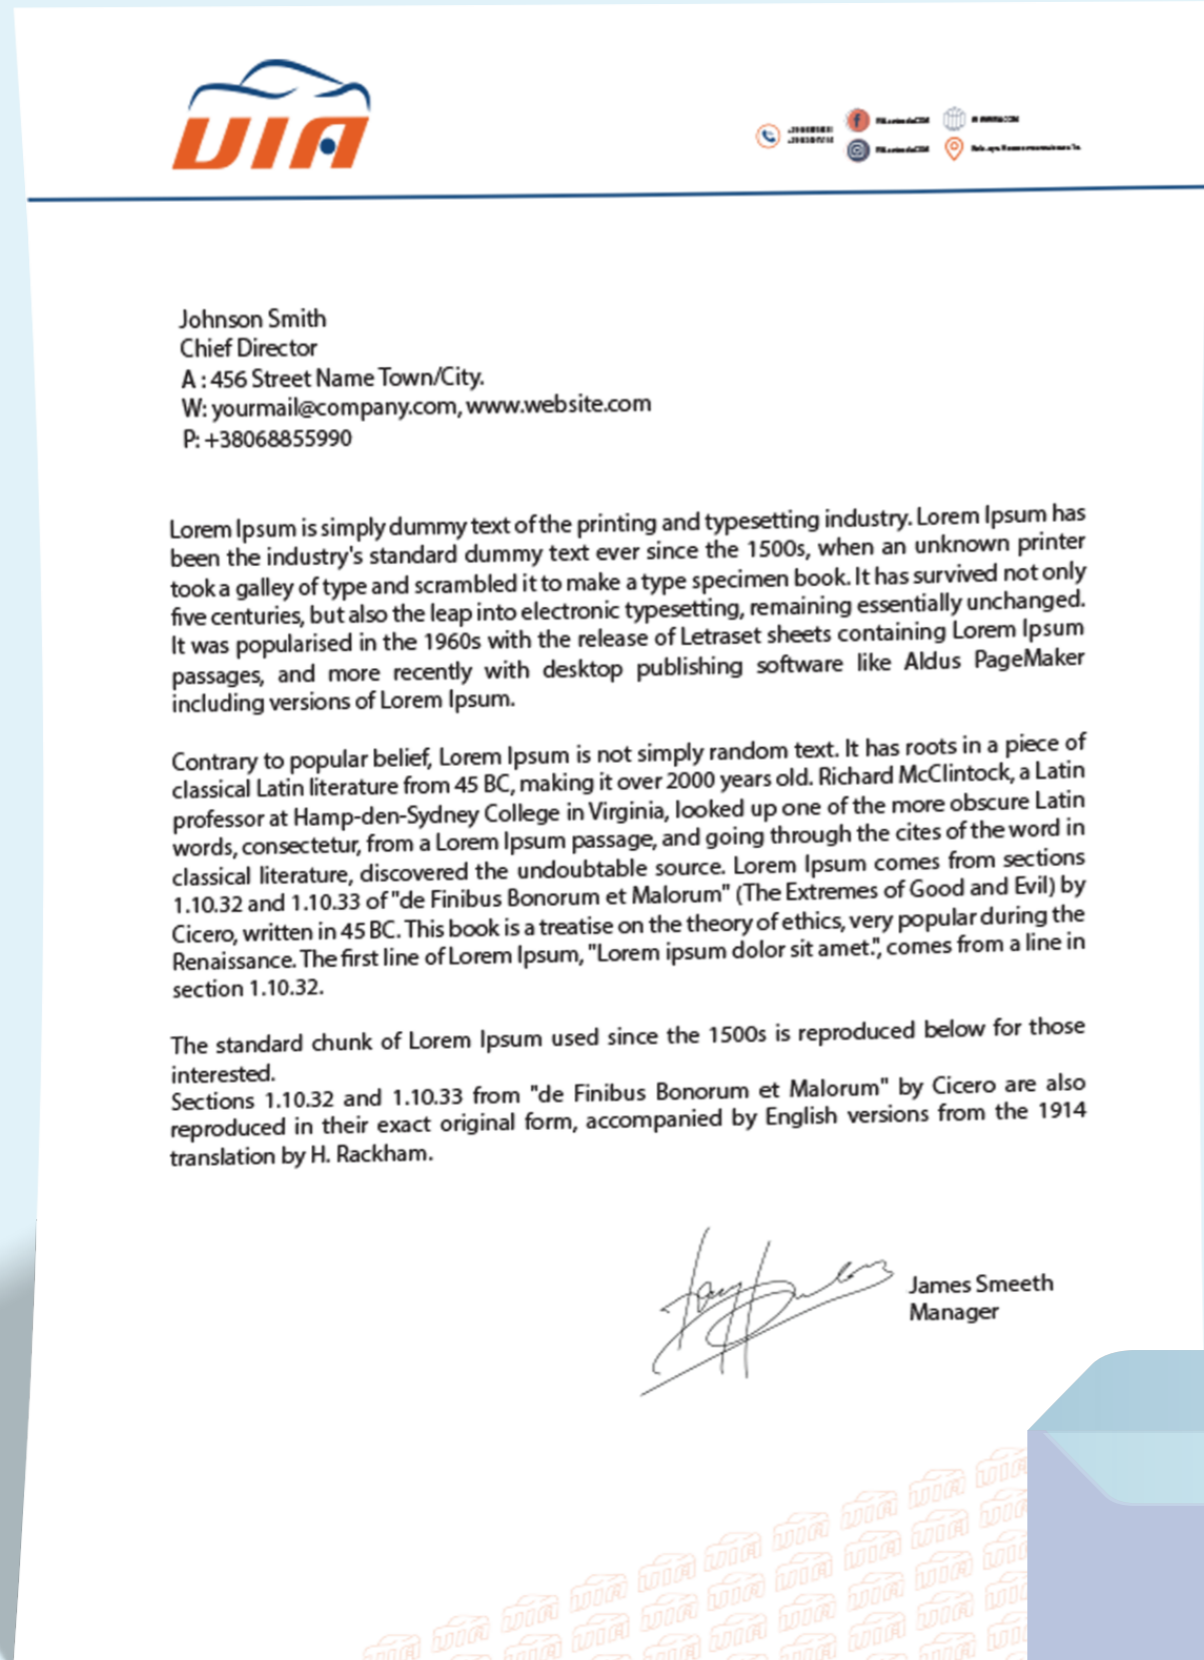 VIA
Johnson Smith
Chief Director
A : 456 Street Name Town/City.
W: yourmail@company.com, www.website.com
P: +38068855990
Lorem Ipsum is simply dummy text of the printing and typesetting industry. Lorem Ipsum has
been the industry's standard dummy text ever since the 1500s, when an unknown printer
took a galley of type and scrambled it to make a type specimen book. It has survived not only
five centuries, but also the leap into electronic typesetting, remaining essentially unchanged.
It was popularised in the 1960s with the release of Letraset sheets containing Lorem Ipsum
passages, and more recently with desktop publishing software like Aldus PageMaker
including versions of Lorem Ipsum.
Contrary to popular belief, Lorem Ipsum is not simply random text. It has roots in a piece of
classical Latin literature from 45 BC, making it over 2000 years old. Richard McClintock, a Latin
professor at Hamp-den-Sydney College in Virginia, looked up one of the more obscure Latin
words, consectetur, from a Lorem Ipsum passage, and going through the cites of the word in
classical literature, discovered the undoubtable source. Lorem Ipsum comes from sections
1.10.32 and 1.10.33 of "de Finibus Bonorum et Malorum" (The Extremes of Good and Evil) by
Cicero, written in 45 BC. This book is a treatise on the theory of ethics, very popular during the
Renaissance. The first line of Lorem Ipsum, "Lorem ipsum dolor sit amet.", comes from a line in
section 1.10.32.
The standard chunk of Lorem Ipsum used since the 1500s is reproduced below for those
interested.
Sections 1.10.32 and 1.10.33 from "de Finibus Bonorum et Malorum" by Cicero are also
reproduced in their exact original form, accompanied by English versions from the 1914
translation by H. Rackham.
James Smeeth
Manager